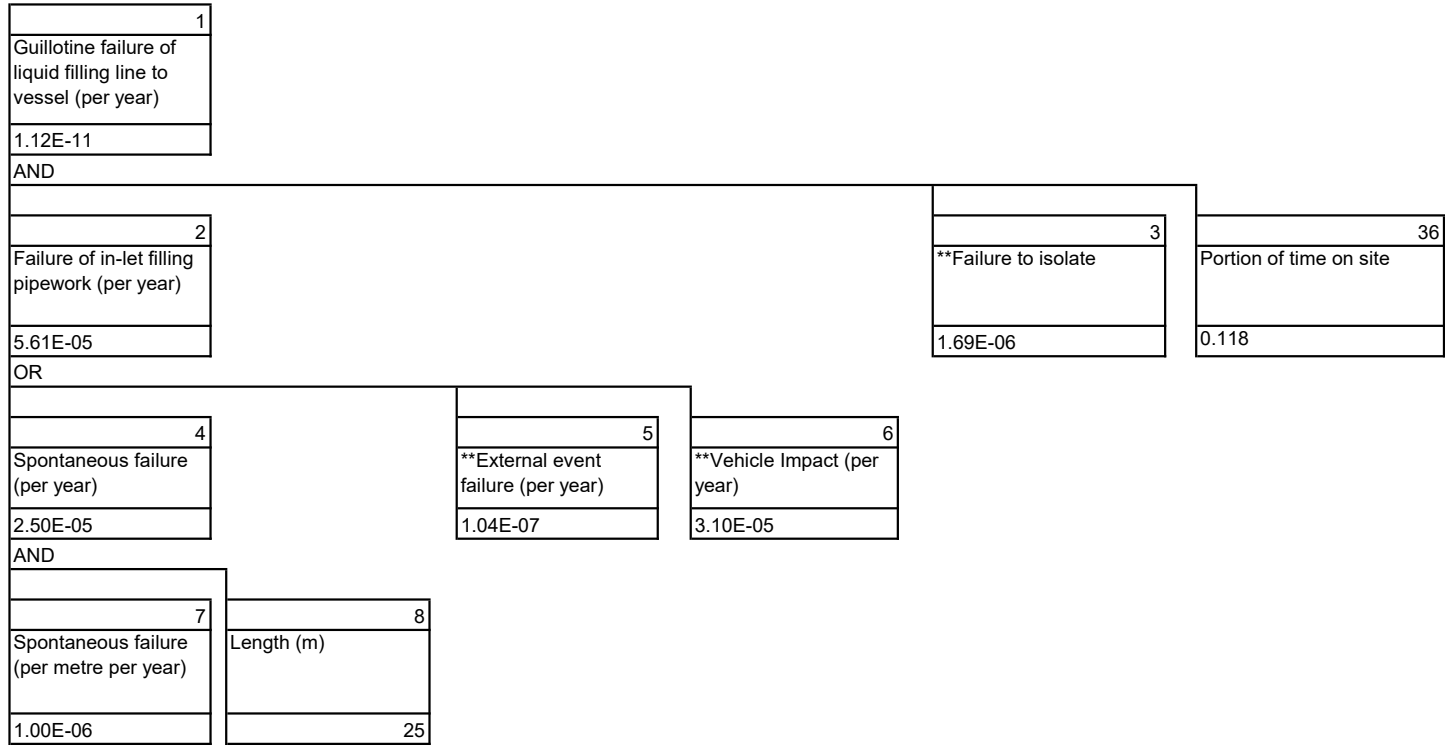 1
Guillotine failure of
liquid filling line to
vessel (per year)
1.12E-11
AND
2
Failure of in-let filling
pipework (per year)
5.61E-05
3
**Failure to isolate
1.69E-06
36
Portion of time on site
0.118
OR
4
Spontaneous failure
(per year)
2.50E-05
5
**External event
failure (per year)
1.04E-07
6
**Vehicle Impact (per
year)
3.10E-05
AND
7
Spontaneous failure
(per metre per year)
1.00E-06
8
Length (m)
25